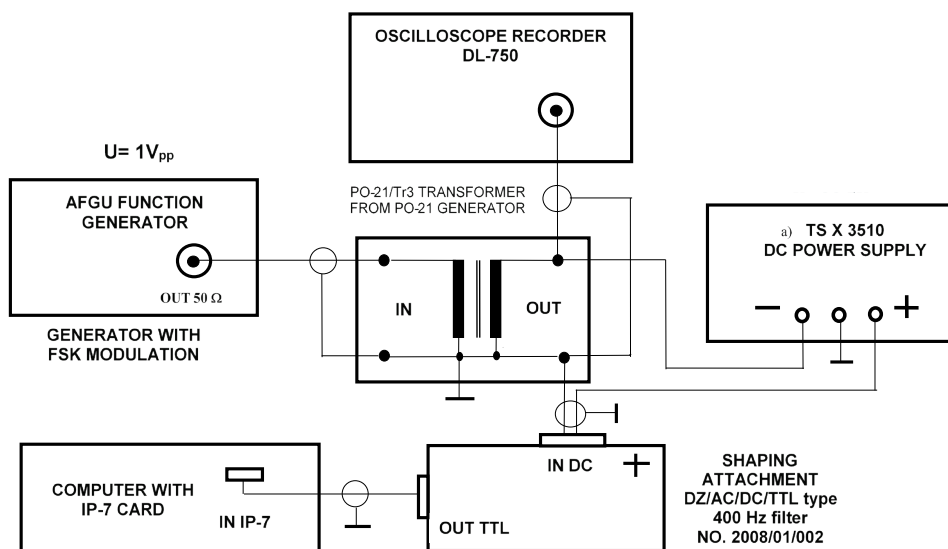 OSCILLOSCOPE RECORDER
DL-750
U= 1Vpp
AFGU FUNCTION
GENERATOR
OUT 50 Ω
GENERATOR WITH
FSK MODULATION
PO-21/Tr3 TRANSFORMER
FROM PO-21 GENERATOR
IN
OUT
a) TS X 3510
DC POWER SUPPLY
− +
COMPUTER WITH
IP-7 CARD
IN IP-7
IN DC +
OUT TTL
SHAPING
ATTACHMENT
DZ/AC/DC/TTL type
400 Hz filter
NO. 2008/01/002